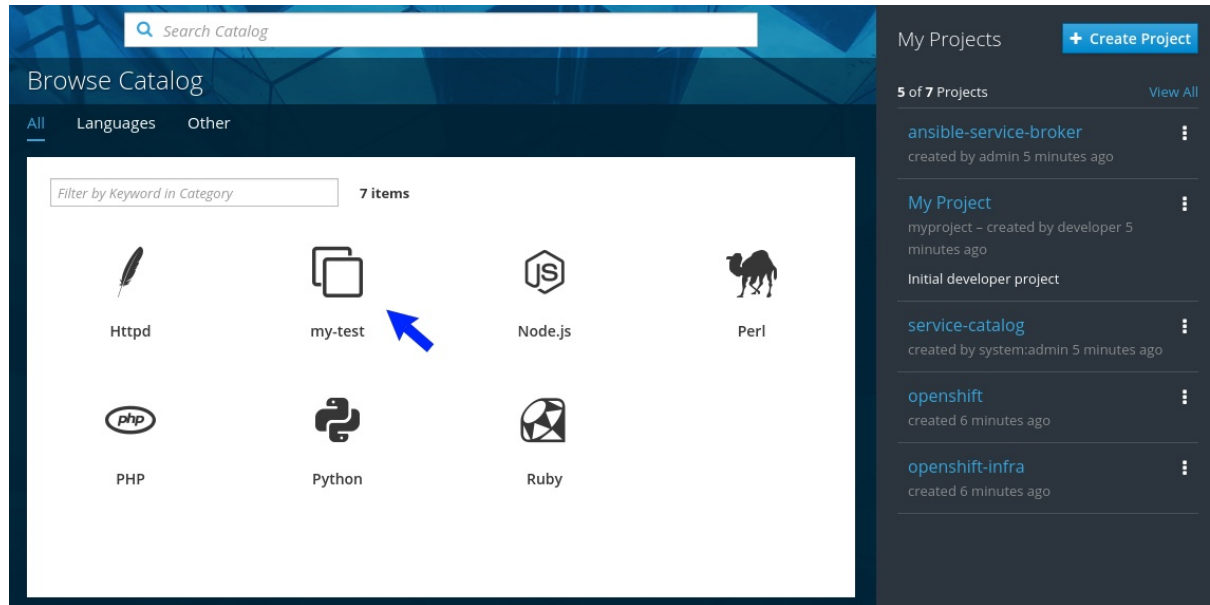 Search Catalog
Browse Catalog
All Languages Other
Filter by Keyword in Category 7 items
Httpd my-test JS Node.js Perl
php PHP Python Ruby
My Projects + Create Project
5 of 7 Projects View All
ansible-service-broker
created by admin 5 minutes ago
My Project
myproject – created by developer 5
minutes ago
Initial developer project
service-catalog
created by system:admin 5 minutes ago
openshift
created 6 minutes ago
openshift-infra
created 6 minutes ago